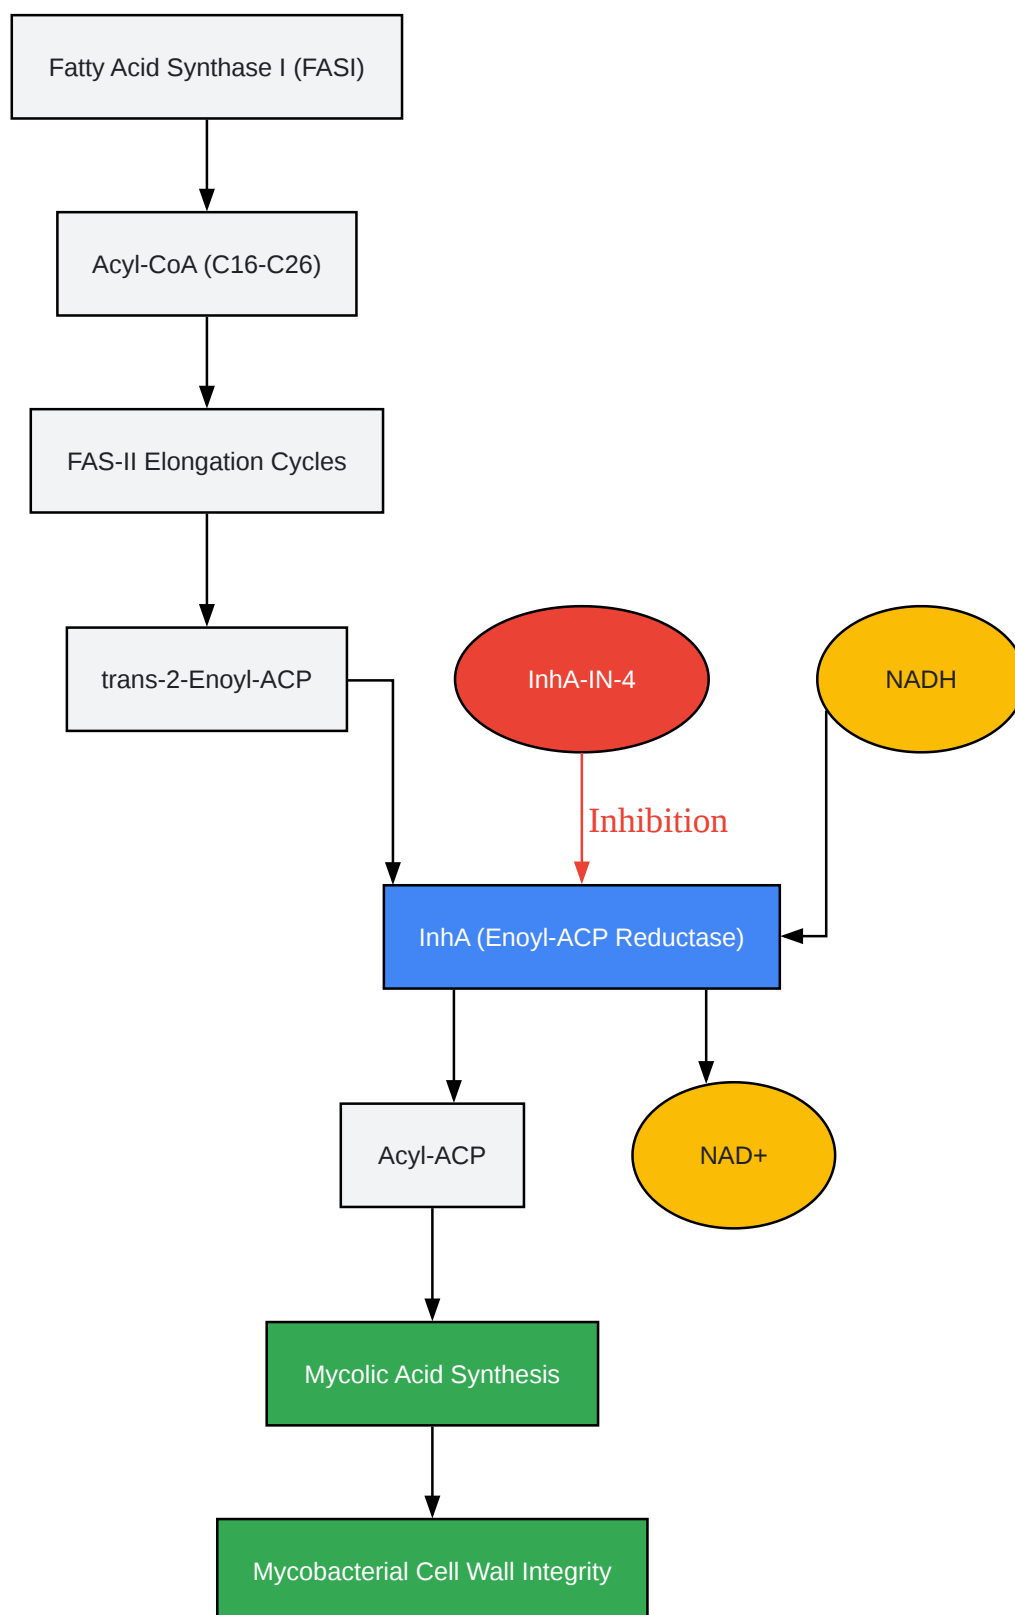 Fatty Acid Synthase I (FASI)
Acyl-CoA (C16-C26)
FAS-II Elongation Cycles
trans-2-Enoyl-ACP
InhA-IN-4
NADH
Inhibition
InhA (Enoyl-ACP Reductase)
Acyl-ACP
NAD+
Mycolic Acid Synthesis
Mycobacterial Cell Wall Integrity